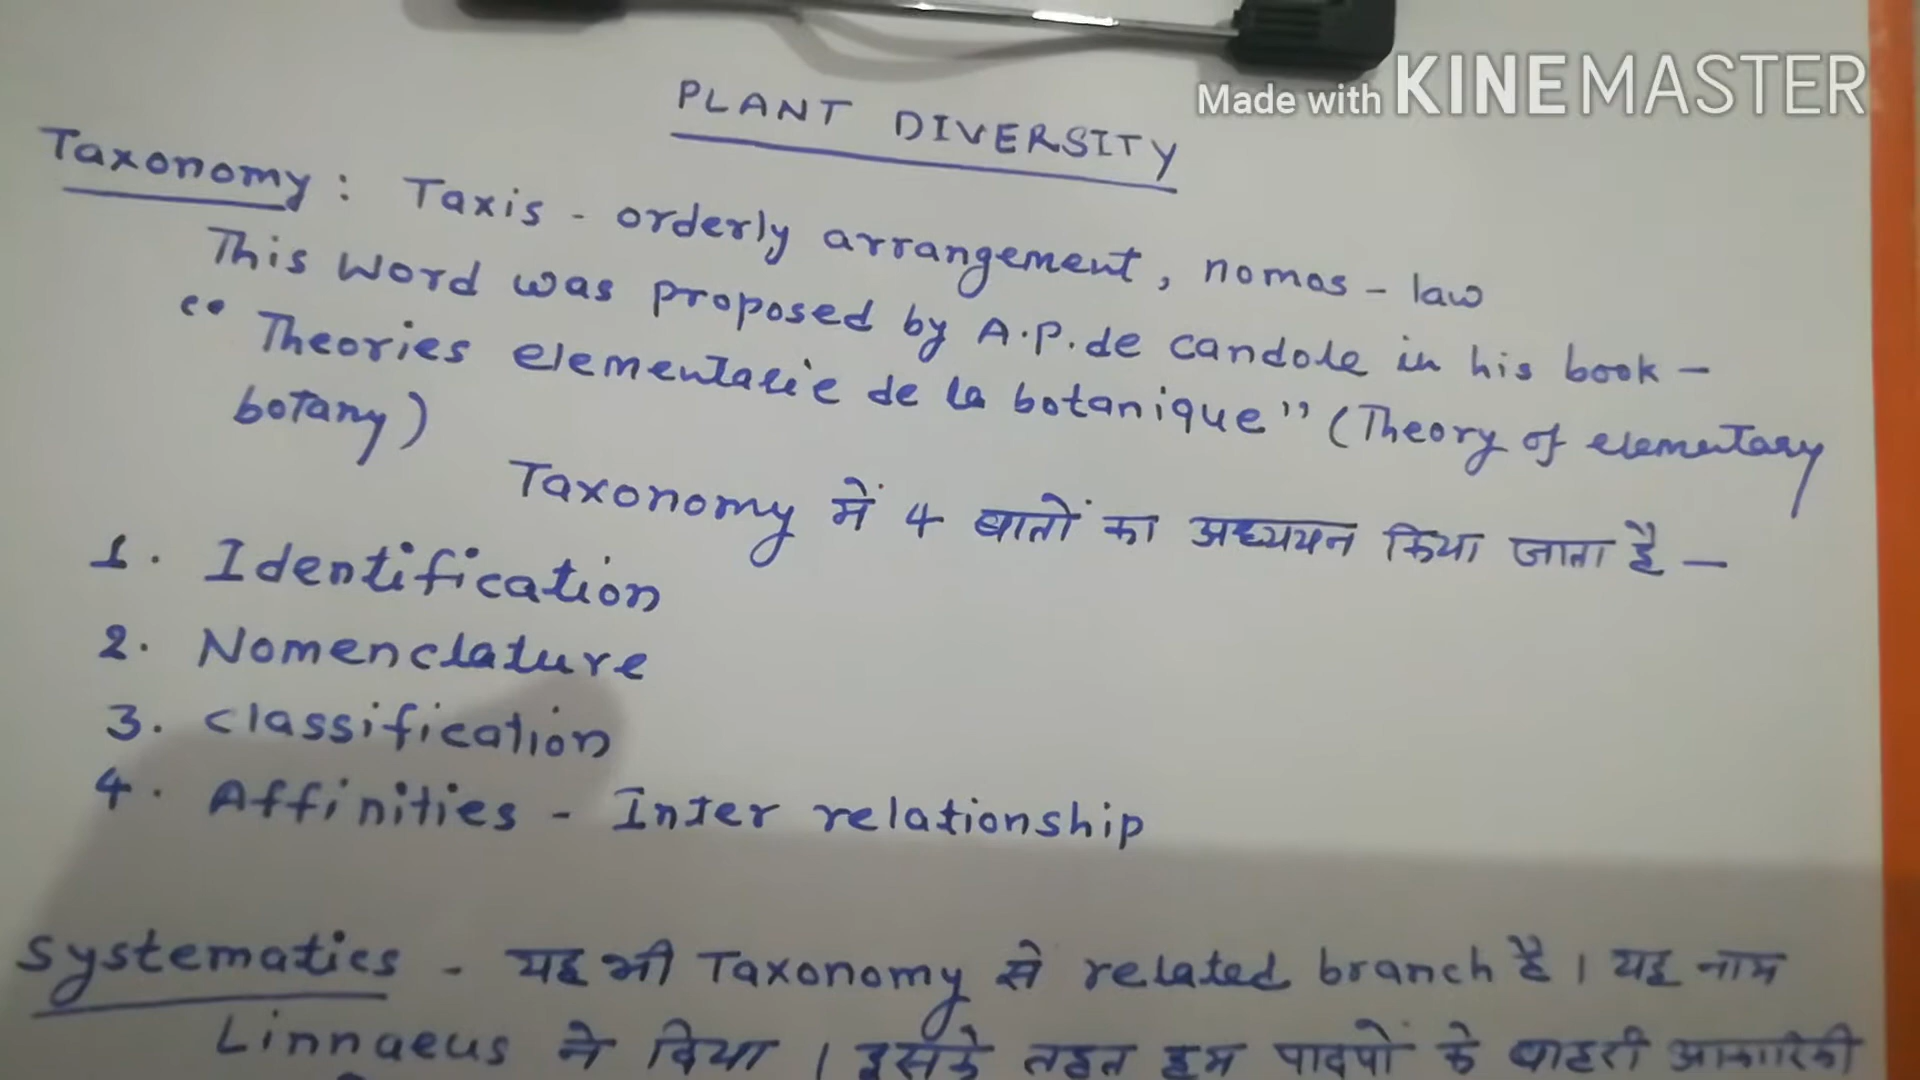 Made with KINEMASTER
PLANT DIVERSITY
Taxonomy : Taxis - orderly arrangement, nomos - law
This word was proposed by A.P. de candole in his book -
“ Theories elementarie de la botanique” (Theory of elementary
botany)
Taxonomy में 4 बातों का अध्ययन किया जाता है -
1. Identification
2. Nomenclature
3. Classification
4. Affinities - Inter relationship
Systematics - यह भी Taxonomy से related branch है। यह नाम
Linnaeus ने दिया । इसके तहत हम पादपों के बाहरी आकारिकी